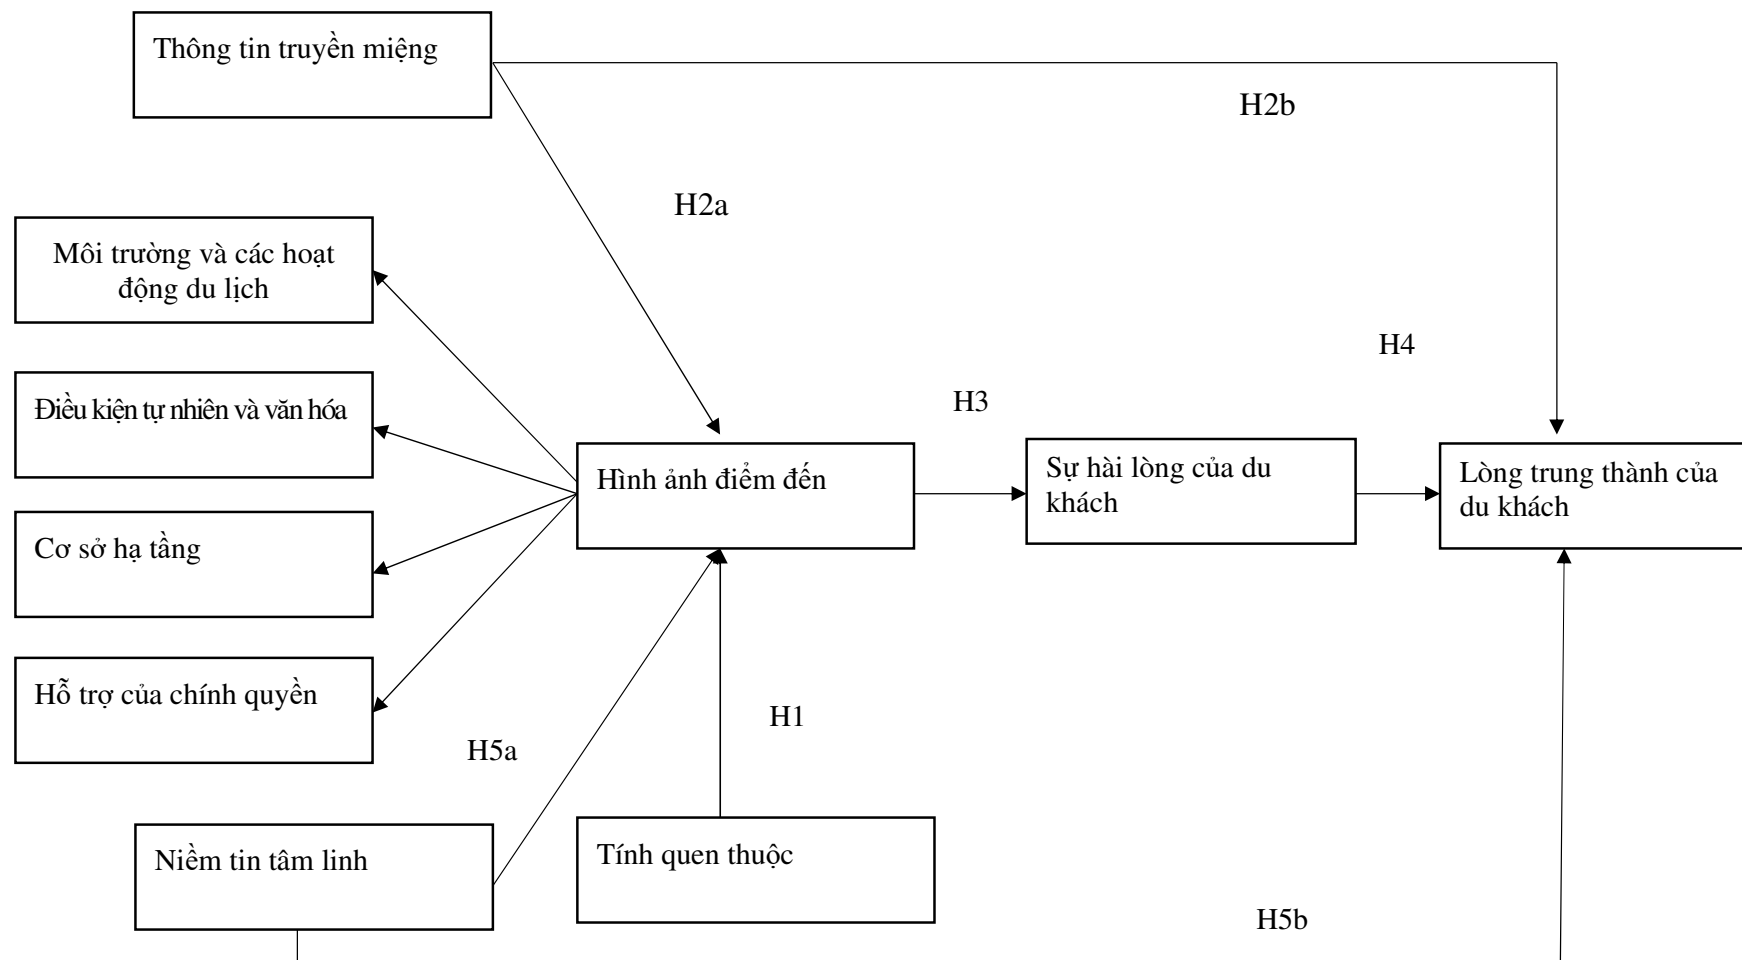 Thông tin truyền miệng
H2b
H2a
Môi trường và các hoạt
động du lịch
H4
Điều kiện tự nhiên và văn hóa
H3
Hình ảnh điểm đến
Sự hài lòng của du
khách
Lòng trung thành của
du khách
Cơ sở hạ tầng
Hỗ trợ của chính quyền
H1
H5a
Niềm tin tâm linh
Tính quen thuộc
H5b